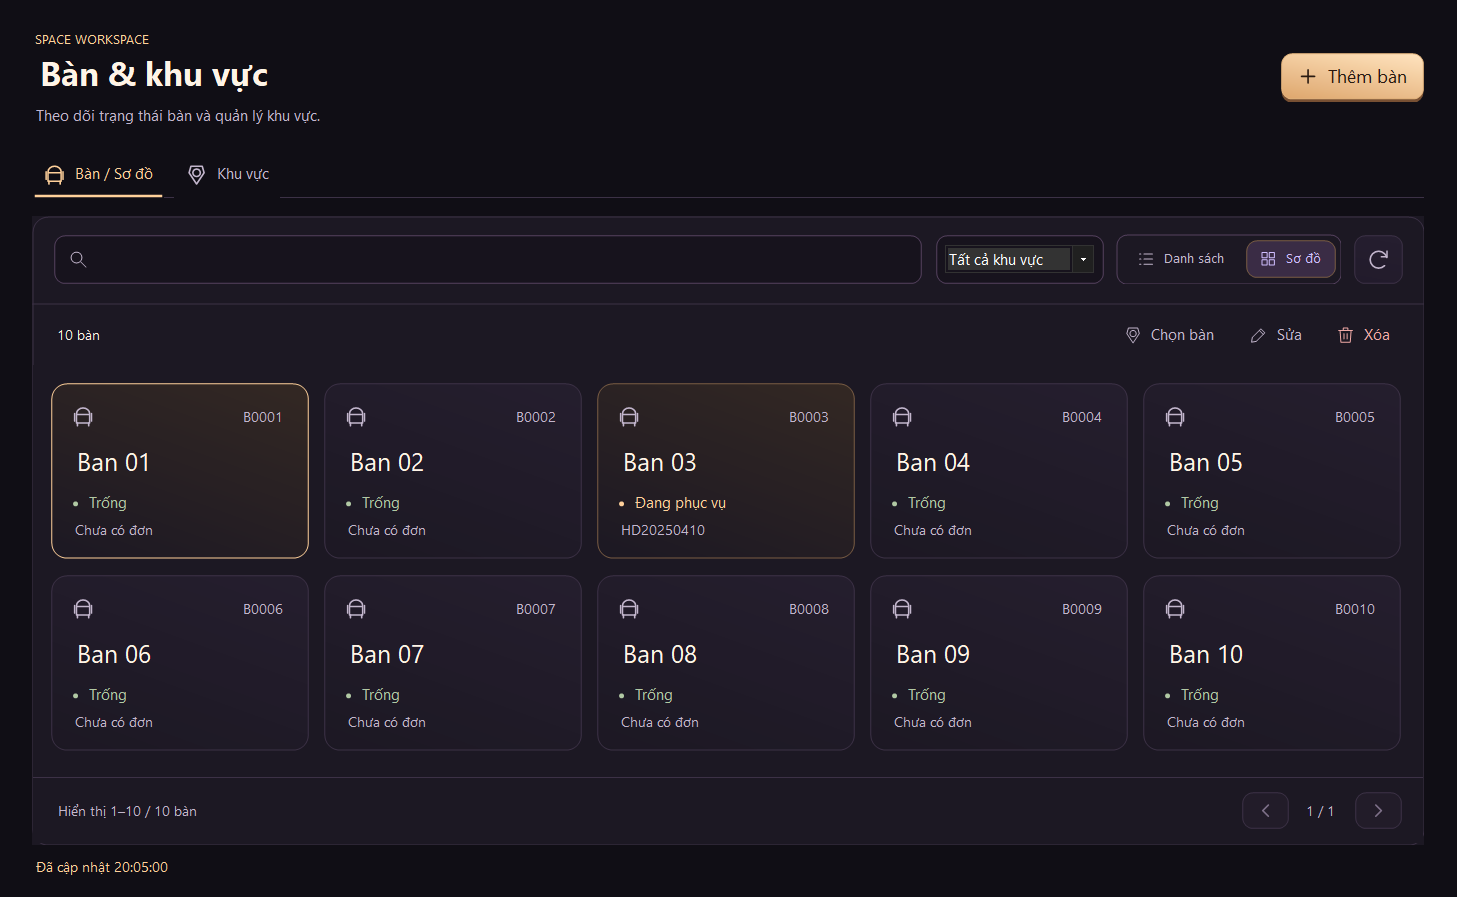 SPACE WORKSPACE
Bàn & khu vực
Theo dõi trạng thái bàn và quản lý khu vực.
Thêm bàn
Bàn / Sơ đồ
Khu vực
Tất cả khu vực
Danh sách
Sơ đồ
10 bàn
Chọn bàn
Sửa
Xóa
B0001
Ban 01
Trống
Chưa có đơn
B0002
Ban 02
Trống
Chưa có đơn
B0003
Ban 03
Đang phục vụ
HD20250410
B0004
Ban 04
Trống
Chưa có đơn
B0005
Ban 05
Trống
Chưa có đơn
B0006
Ban 06
Trống
Chưa có đơn
B0007
Ban 07
Trống
Chưa có đơn
B0008
Ban 08
Trống
Chưa có đơn
B0009
Ban 09
Trống
Chưa có đơn
B0010
Ban 10
Trống
Chưa có đơn
Hiển thị 1–10 / 10 bàn
1 / 1
Đã cập nhật 20:05:00